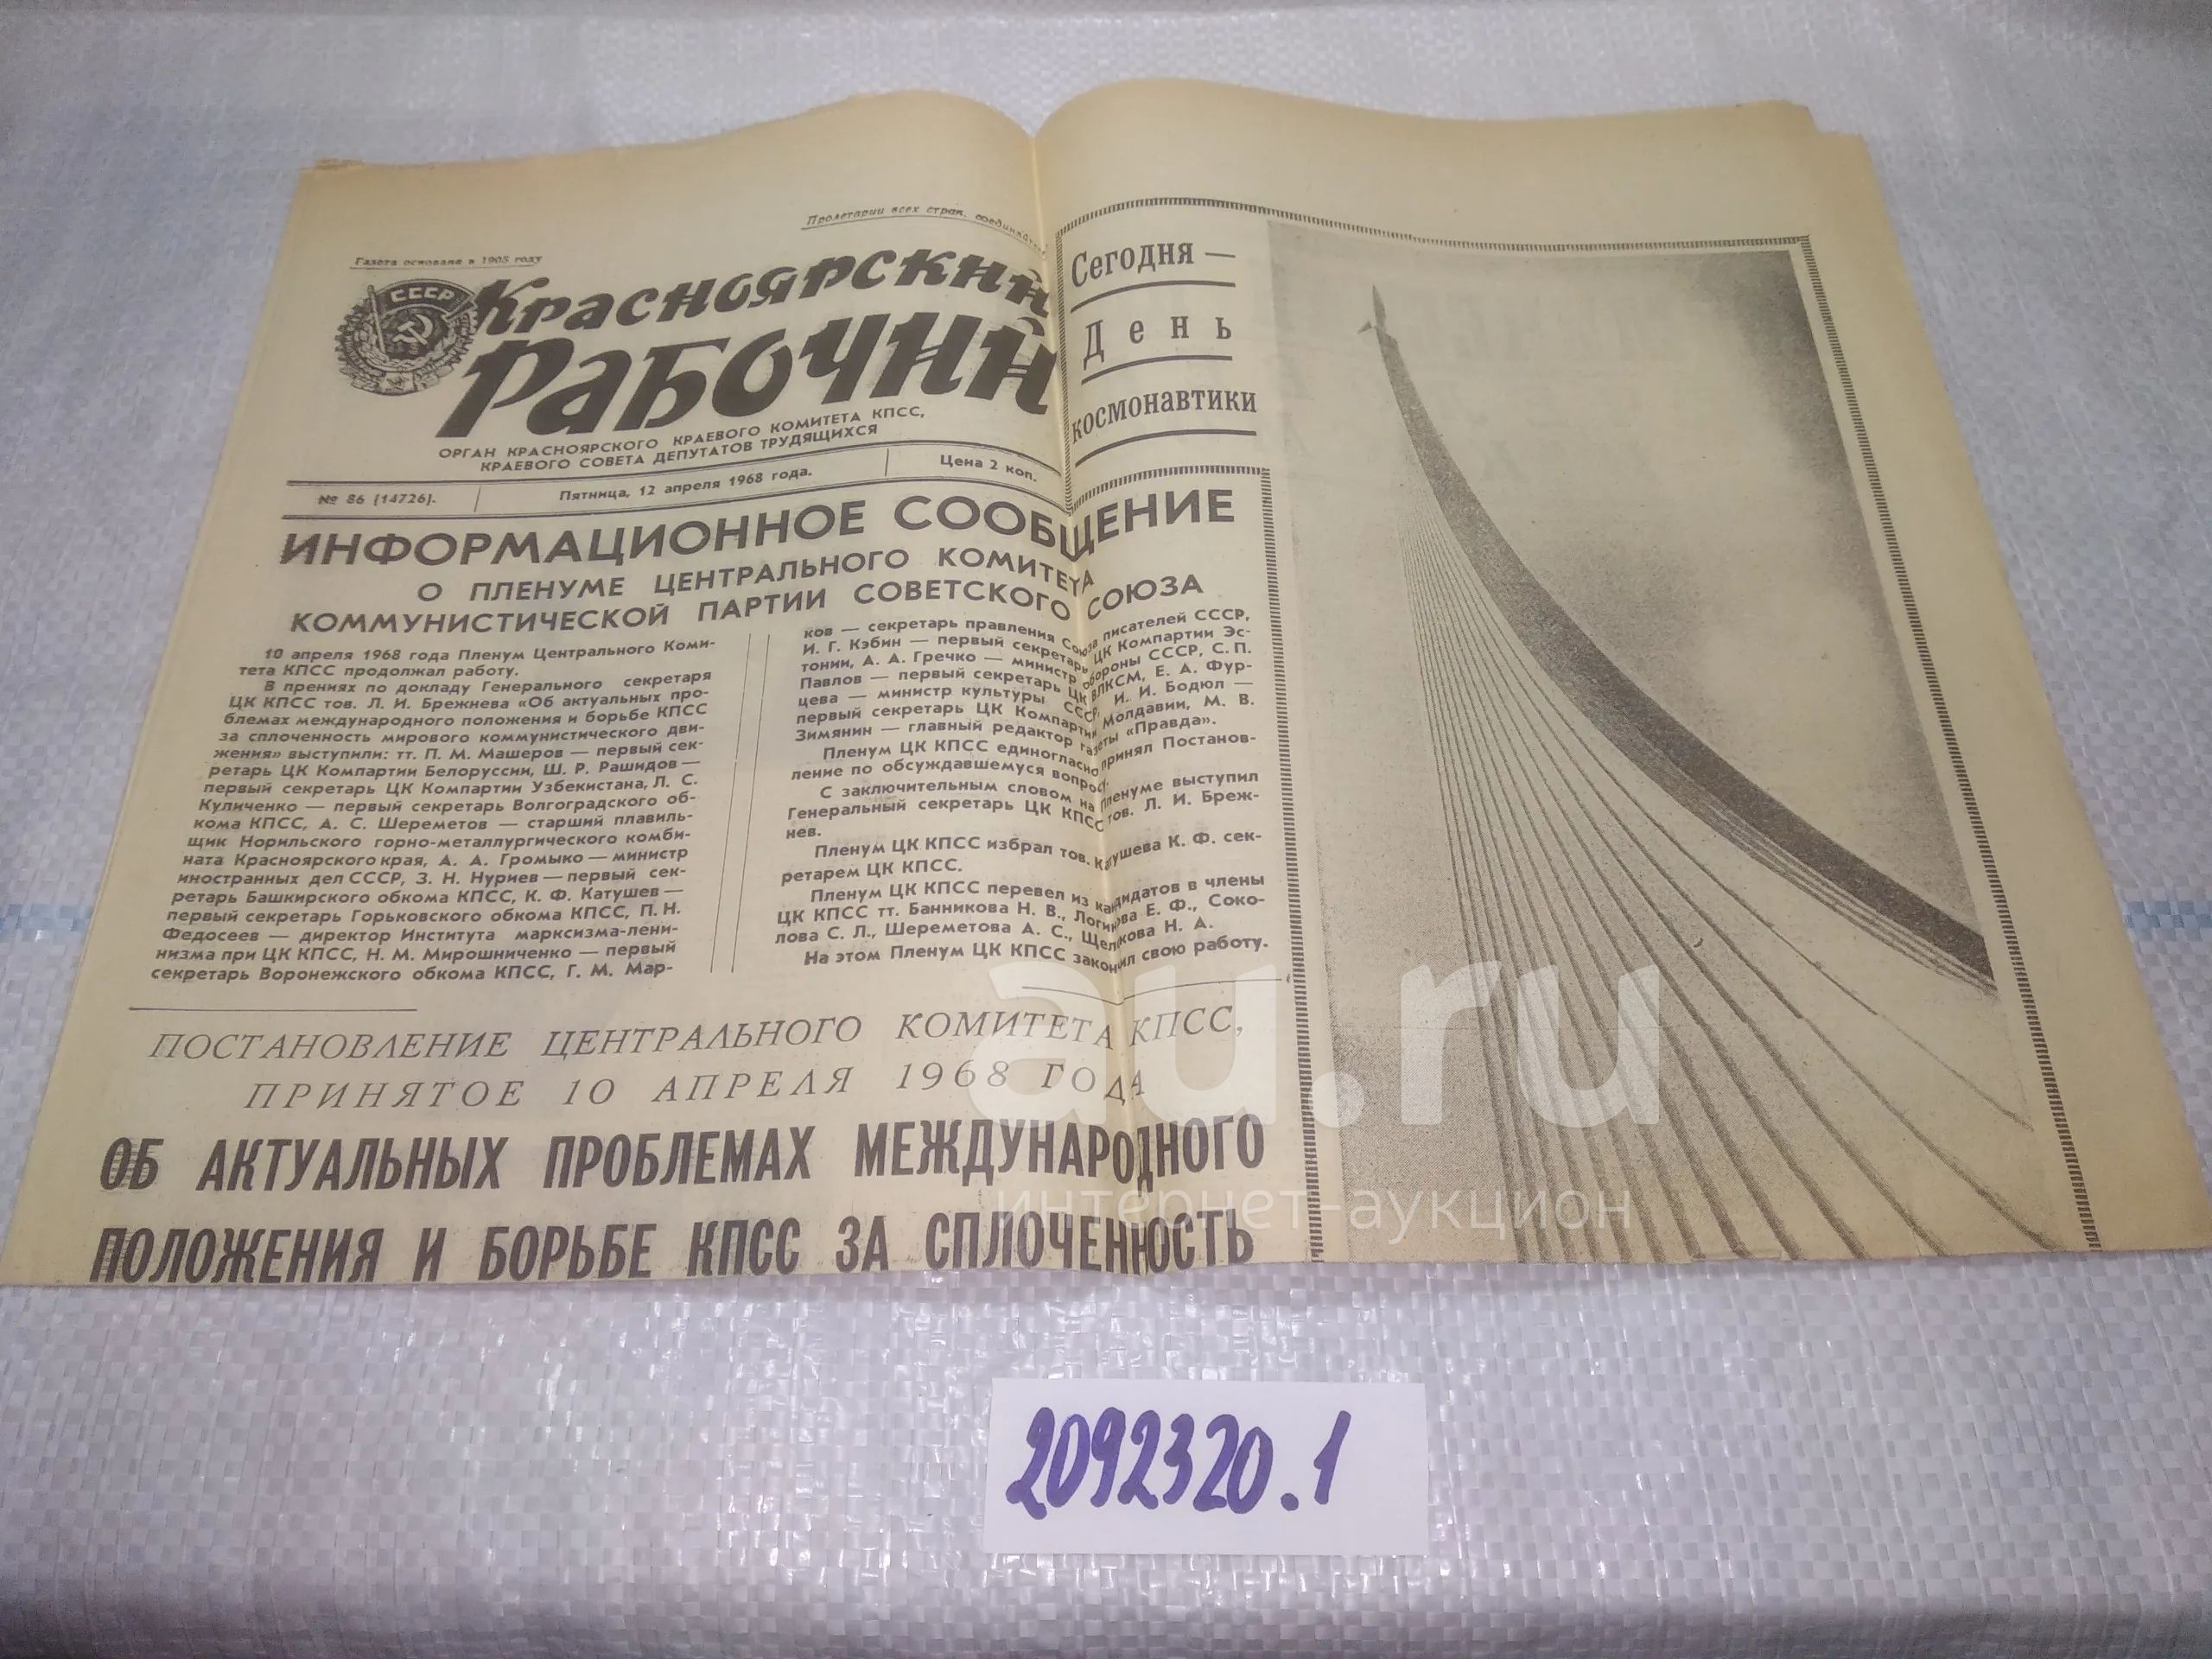 Пролетарии всех стран, соединяйтесь!
Газета основана в 1905 году
СССР
Красноярский
Рабочий
ОРГАН КРАСНОЯРСКОГО КРАЕВОГО КОМИТЕТА КПСС,
КРАЕВОГО СОВЕТА ДЕПУТАТОВ ТРУДЯЩИХСЯ
№ 86 (14726).
Пятница, 12 апреля 1968 года.
Цена 2 коп.
Сегодня —
День
космонавтики
ИНФОРМАЦИОННОЕ СООБЩЕНИЕ
О ПЛЕНУМЕ ЦЕНТРАЛЬНОГО КОМИТЕТА
КОММУНИСТИЧЕСКОЙ ПАРТИИ СОВЕТСКОГО СОЮЗА
10 апреля 1968 года Пленум Центрального Коми-
тета КПСС продолжал работу.
В прениях по докладу Генерального секретаря
ЦК КПСС тов. Л. И. Брежнева «Об актуальных про-
блемах международного положения и борьбе КПСС
за сплоченность мирового коммунистического дви-
жения» выступили: тт. П. М. Машеров — первый сек-
ретарь ЦК Компартии Белоруссии, Ш. Р. Рашидов —
первый секретарь ЦК Компартии Узбекистана, Л. С.
Куличенко — первый секретарь Волгоградского об-
кома КПСС, А. С. Шереметов — старший плавиль-
щик Норильского горно-металлургического комби-
ната Красноярского края, А. А. Громыко — министр
иностранных дел СССР, З. Н. Нуриев — первый сек-
ретарь Башкирского обкома КПСС, К. Ф. Катушев —
первый секретарь Горьковского обкома КПСС, П. Н.
Федосеев — директор Института марксизма-лени-
низма при ЦК КПСС, Н. М. Мирошниченко — первый
секретарь Воронежского обкома КПСС, Г. М. Мар-
ков — секретарь правления Союза писателей СССР,
И. Г. Кэбин — первый секретарь ЦК Компартии Эс-
тонии, А. А. Гречко — министр обороны СССР, С. П.
Павлов — первый секретарь ЦК ВЛКСМ, Е. А. Фур-
цева — министр культуры СССР, И. И. Бодюл —
первый секретарь ЦК Компартии Молдавии, М. В.
Зимянин — главный редактор газеты «Правда».
Пленум ЦК КПСС единогласно принял Постанов-
ление по обсуждавшемуся вопросу.
С заключительным словом на Пленуме выступил
Генеральный секретарь ЦК КПСС тов. Л. И. Бреж-
нев.
Пленум ЦК КПСС избрал тов. Катушева К. Ф. сек-
ретарем ЦК КПСС.
Пленум ЦК КПСС перевел из кандидатов в члены
ЦК КПСС тт. Банникова Н. В., Логинова Е. Ф., Соко-
лова С. Л., Шереметова А. С., Щелокова Н. А.
На этом Пленум ЦК КПСС закончил свою работу.
ПОСТАНОВЛЕНИЕ ЦЕНТРАЛЬНОГО КОМИТЕТА КПСС,
ПРИНЯТОЕ 10 АПРЕЛЯ 1968 ГОДА
ОБ АКТУАЛЬНЫХ ПРОБЛЕМАХ МЕЖДУНАРОДНОГО
ПОЛОЖЕНИЯ И БОРЬБЕ КПСС ЗА СПЛОЧЕННОСТЬ
au.ru
интернет-аукцион
2092320.1